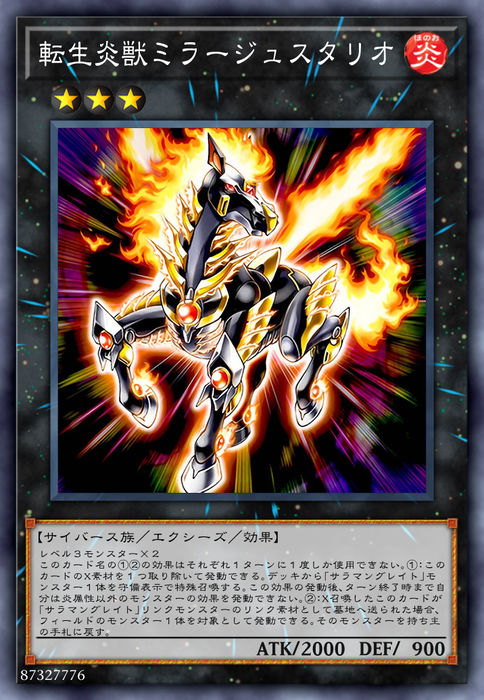 転生炎獣ミラージュスタリオ
ほのお
炎
【サイバース族／エクシーズ／効果】
レベル３モンスター×２
このカード名の①②の効果はそれぞれ１ターンに１度しか使用できない。①：この
カードのX素材を１つ取り除いて発動できる。デッキから「サラマングレイト」モン
スター１体を守備表示で特殊召喚する。この効果の発動後、ターン終了時まで自
分は炎属性以外のモンスターの効果を発動できない。②：X召喚したこのカードが
「サラマングレイト」リンクモンスターのリンク素材として墓地へ送られた場合、
フィールドのモンスター１体を対象として発動できる。そのモンスターを持ち主
の手札に戻す。
ATK/2000 DEF/ 900
87327776